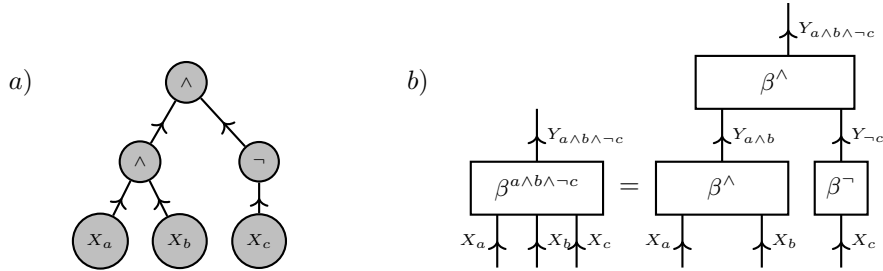 a)
∧
∧ ¬
X_a X_b X_c
b)
Y_{a∧b∧¬c}
β^{a∧b∧¬c}
X_a X_b X_c
=
Y_{a∧b∧¬c}
β^∧
Y_{a∧b} Y_{¬c}
β^∧ β^¬
X_a X_b X_c